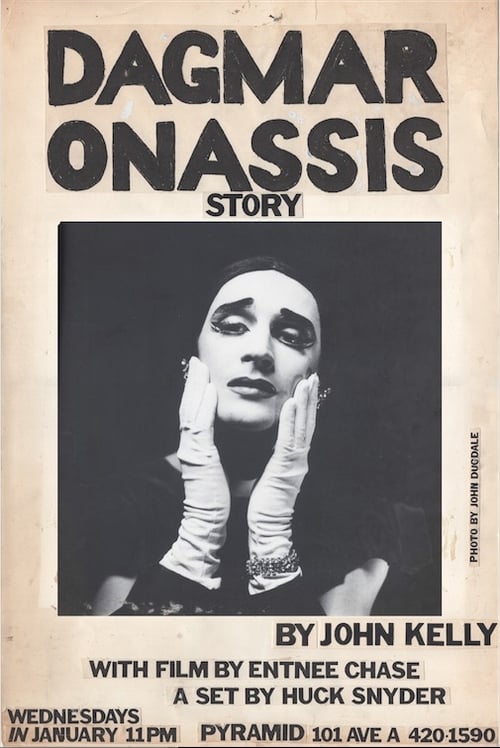 DAGMAR
ONASSIS
STORY
PHOTO BY JOHN DUGDALE
BY JOHN KELLY
WITH FILM BY ENTNEE CHASE
A SET BY HUCK SNYDER
WEDNESDAYS
IN JANUARY 11PM PYRAMID 101 AVE A 420-1590